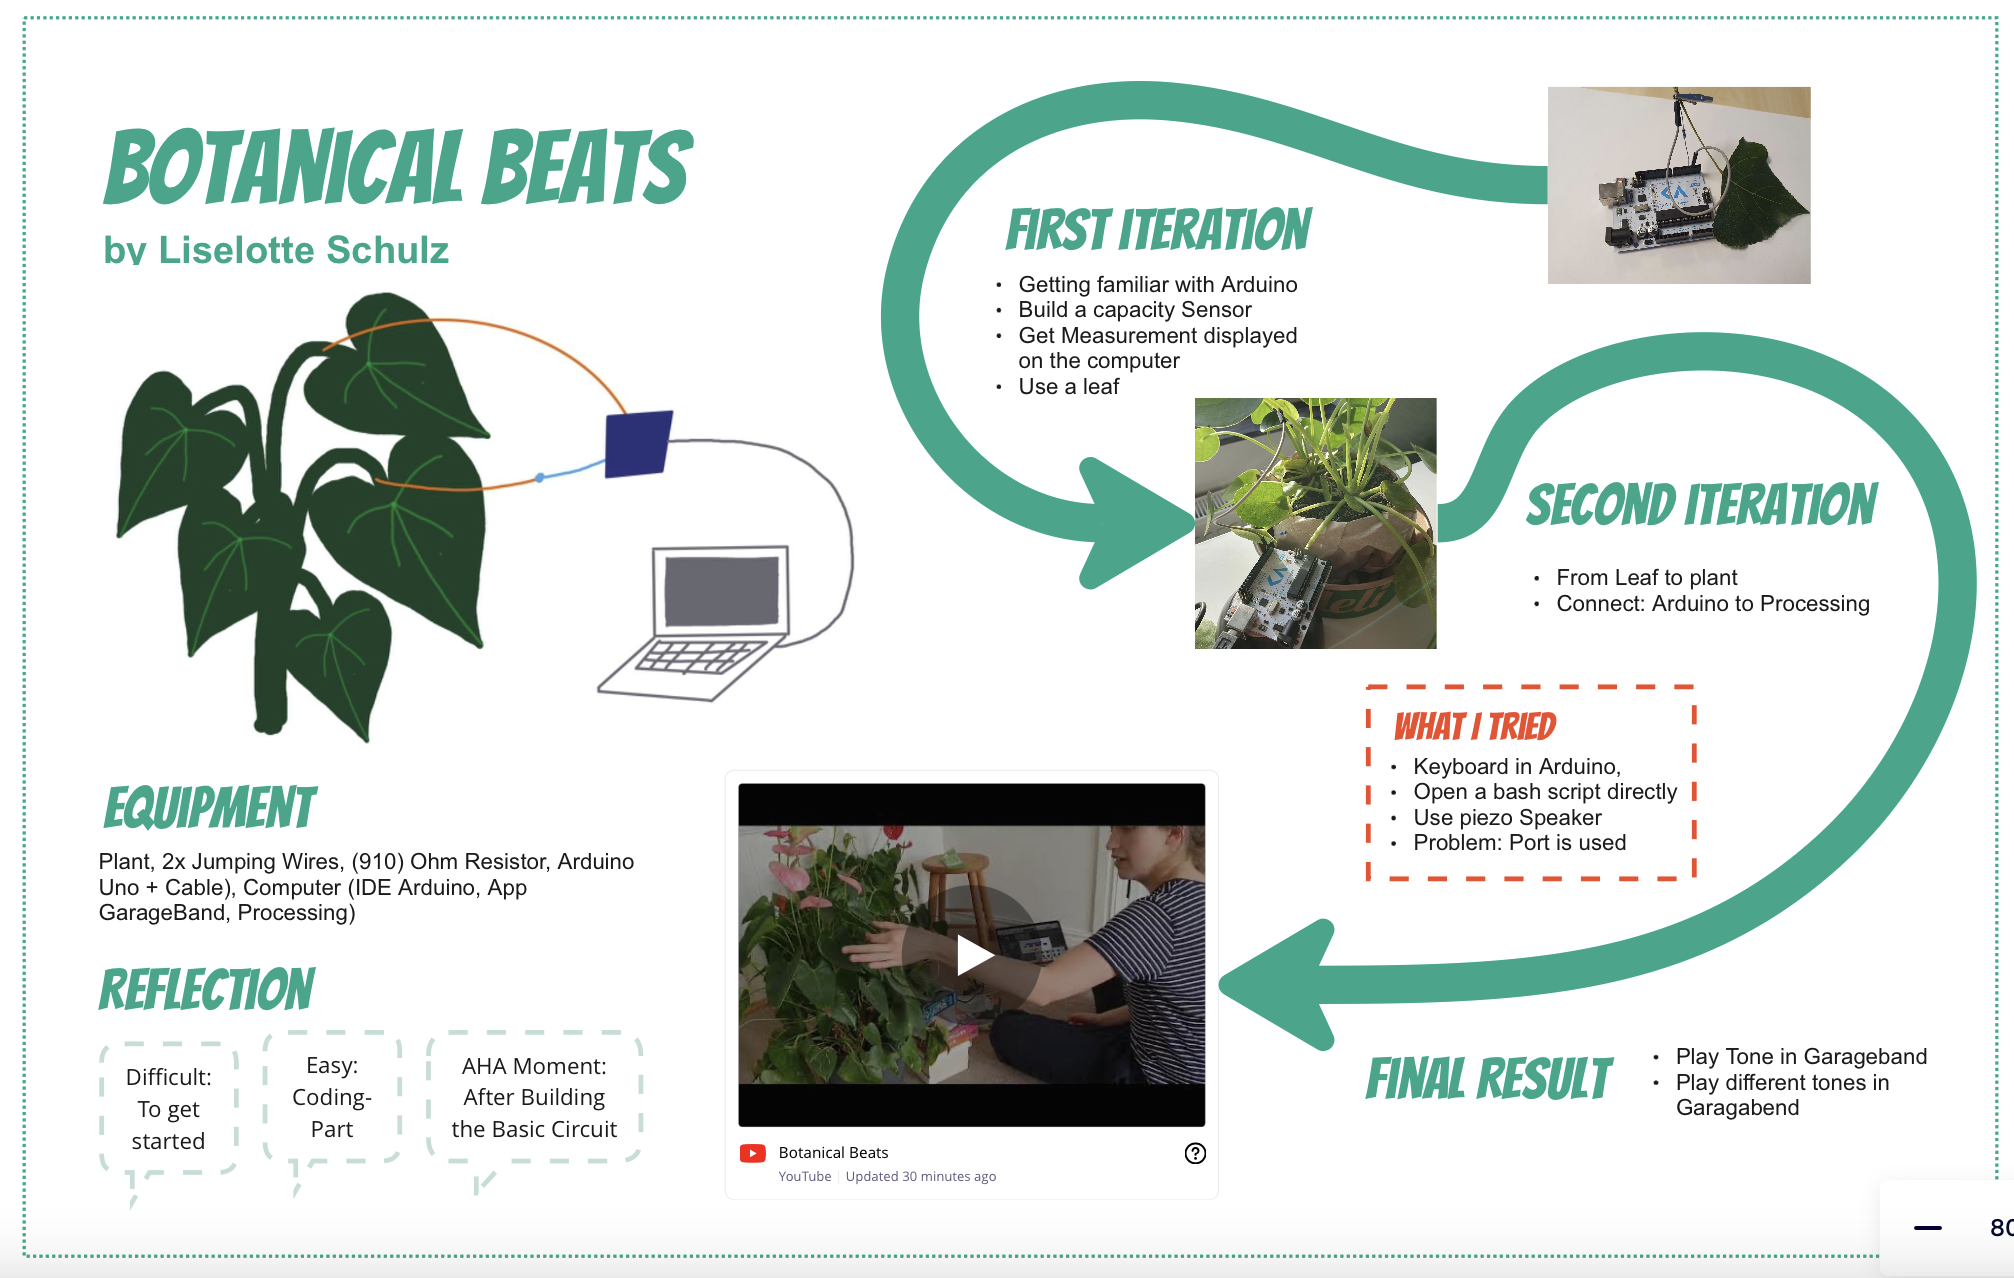 BOTANICAL BEATS
by Liselotte Schulz
FIRST ITERATION
• Getting familiar with Arduino
• Build a capacity Sensor
• Get Measurement displayed
on the computer
• Use a leaf
SECOND ITERATION
• From Leaf to plant
• Connect: Arduino to Processing
WHAT I TRIED
• Keyboard in Arduino,
• Open a bash script directly
• Use piezo Speaker
• Problem: Port is used
FINAL RESULT
• Play Tone in Garageband
• Play different tones in
Garagabend
EQUIPMENT
Plant, 2x Jumping Wires, (910) Ohm Resistor, Arduino
Uno + Cable), Computer (IDE Arduino, App
GarageBand, Processing)
REFLECTION
Difficult:
To get
started
Easy:
Coding-
Part
AHA Moment:
After Building
the Basic Circuit
Botanical Beats
YouTube | Updated 30 minutes ago
80